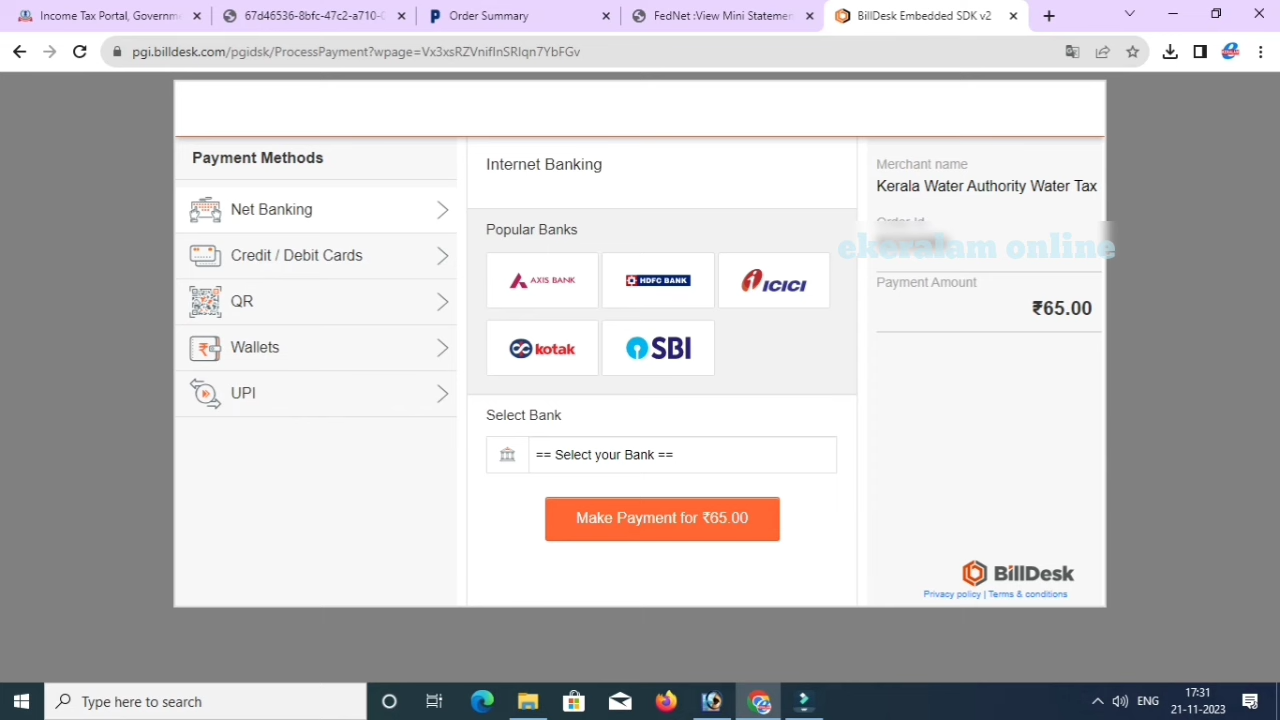 Income Tax Portal, Governm
67d46536-8bfc-47c2-a710-
Order Summary
FedNet :View Mini Statemen
BillDesk Embedded SDK v2
pgi.billdesk.com/pgidsk/ProcessPayment?wpage=Vx3xsRZVnifInSRIqn7YbFGv
Payment Methods
Net Banking
Credit / Debit Cards
QR
Wallets
UPI
Internet Banking
Popular Banks
AXIS BANK
HDFC BANK
ICICI
kotak
SBI
Select Bank
== Select your Bank ==
Make Payment for ₹65.00
Merchant name
Kerala Water Authority Water Tax
ekeralam online
Payment Amount
₹65.00
BillDesk
Privacy policy | Terms & conditions
Type here to search
ENG
17:31
21-11-2023